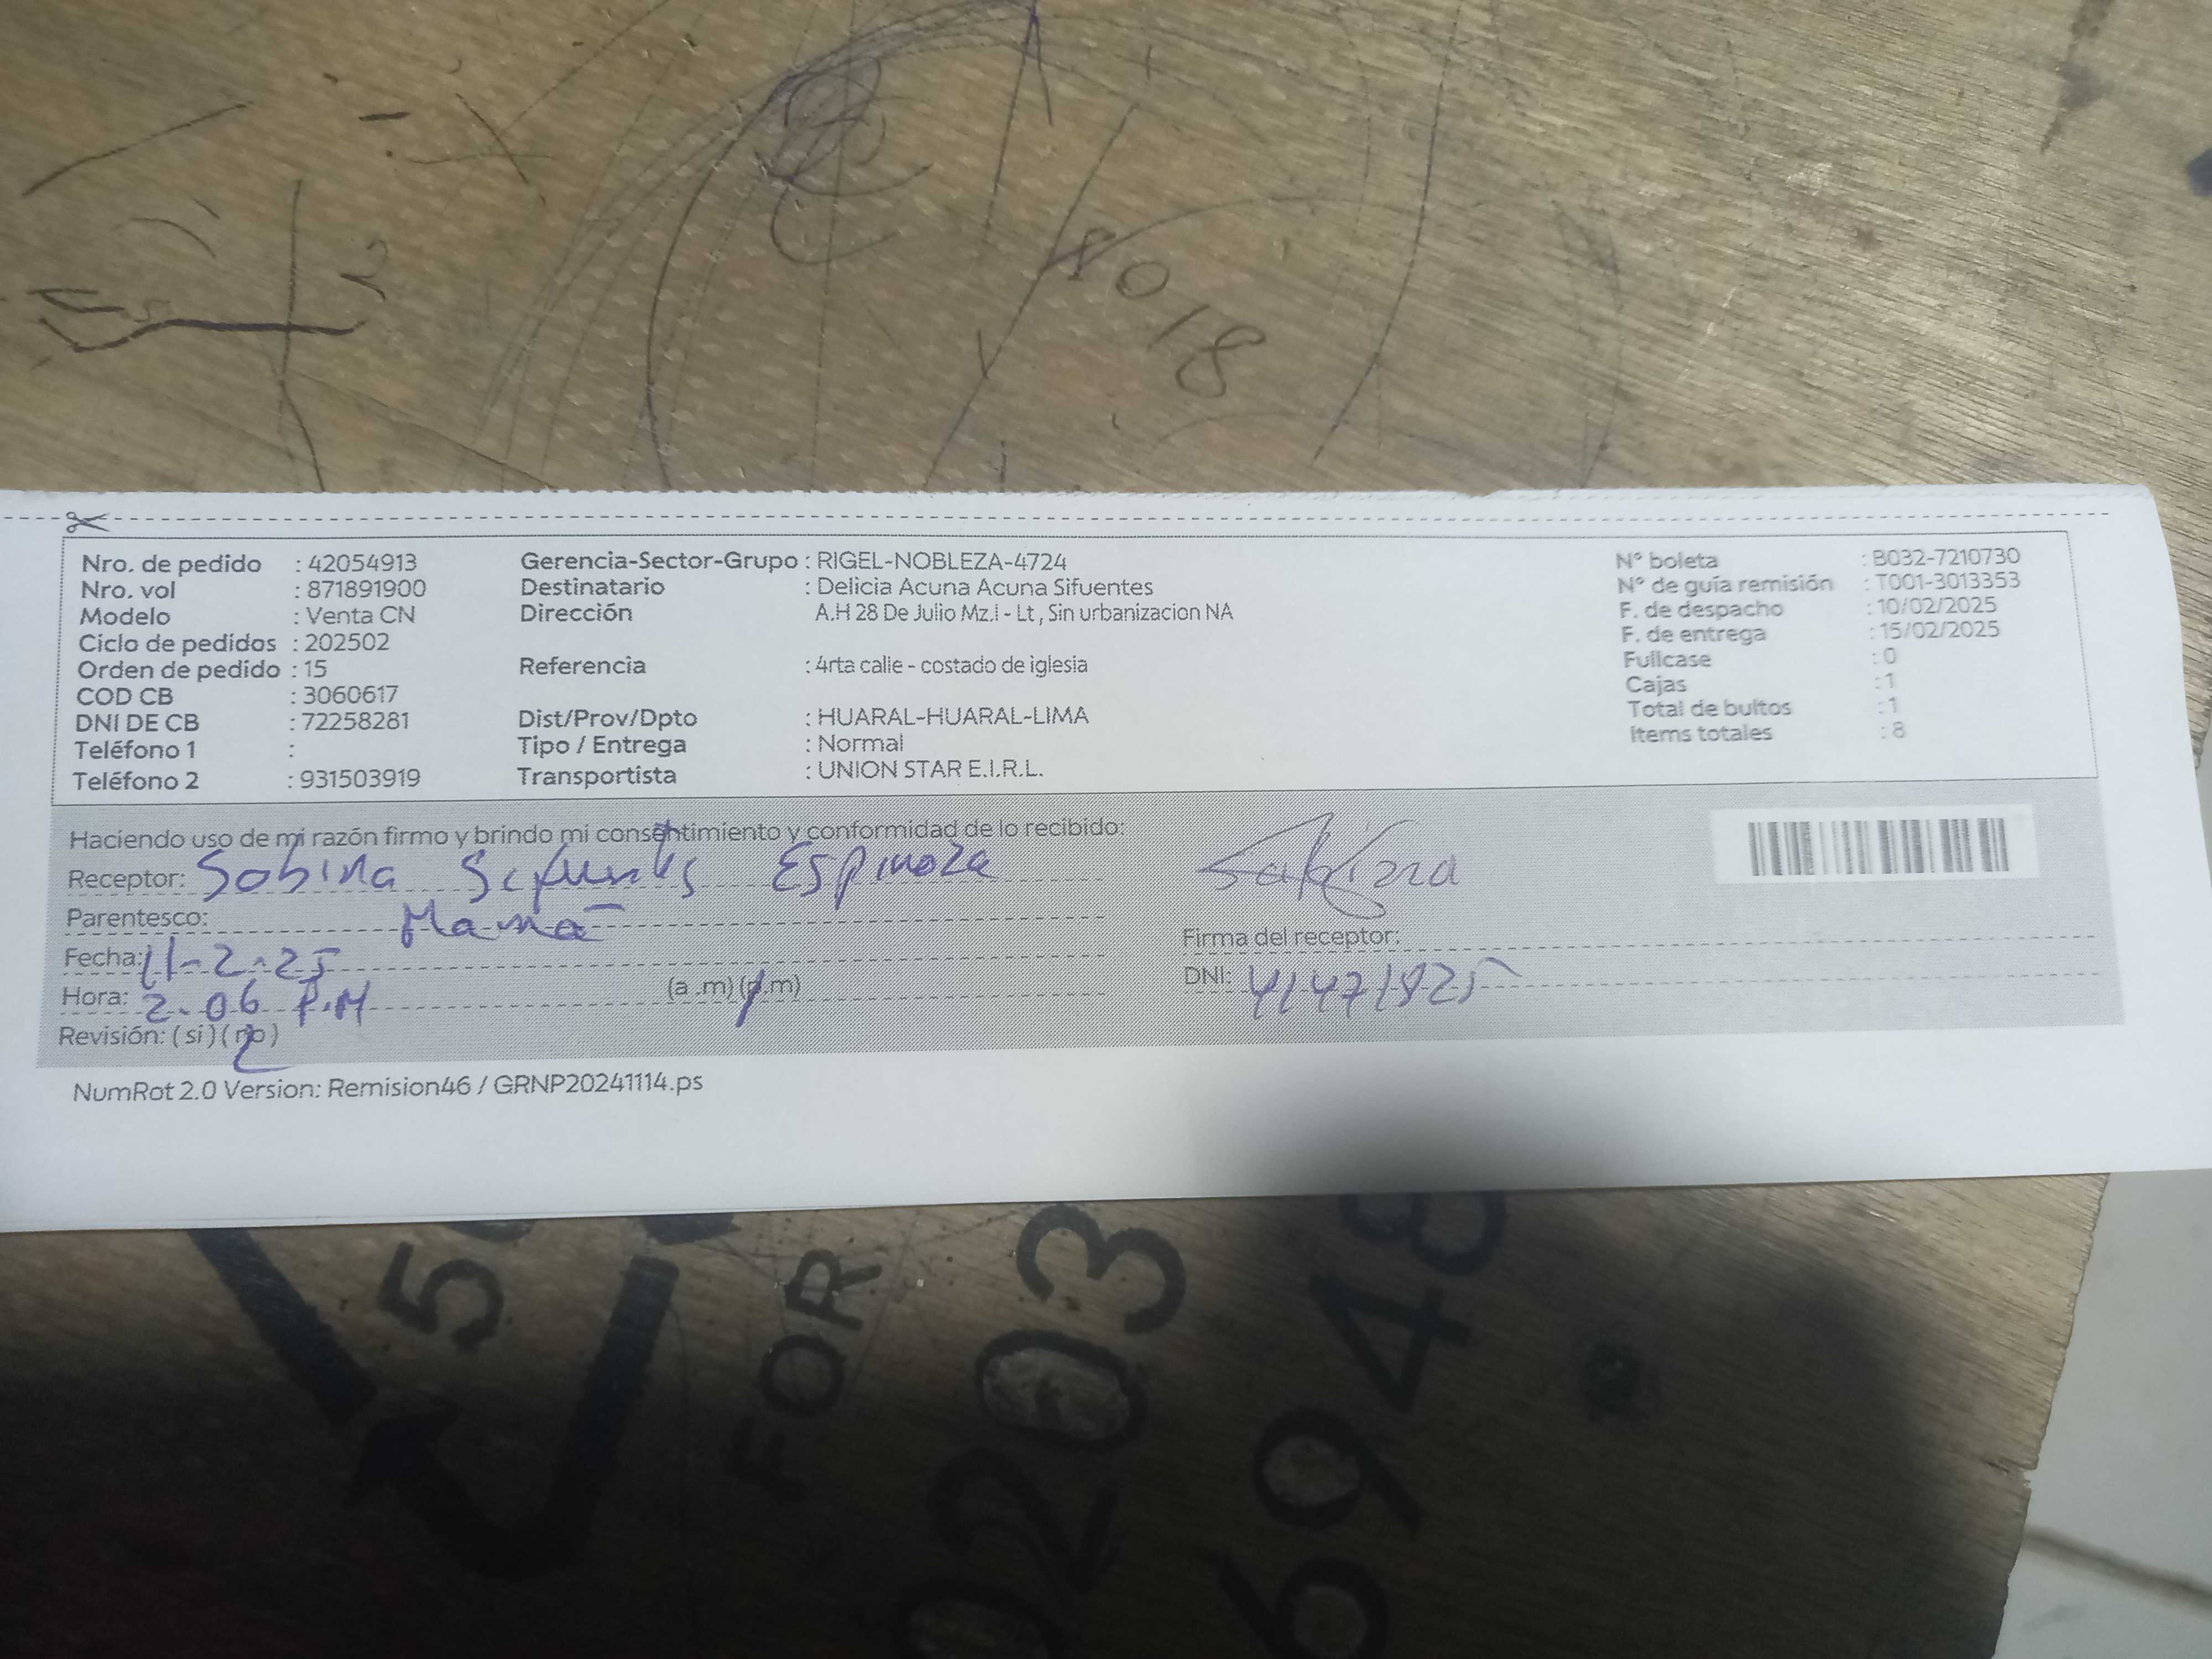 8018
Nro. de pedido : 42054913
Nro. vol : 871891900
Modelo : Venta CN
Ciclo de pedidos : 202502
Orden de pedido : 15
COD CB : 3060617
DNI DE CB : 72258281
Teléfono 1 :
Teléfono 2 : 931503919
Gerencia-Sector-Grupo : RIGEL-NOBLEZA-4724
Destinatario : Delicia Acuna Acuna Sifuentes
Dirección A.H 28 De Julio Mz.I - Lt , Sin urbanizacion NA
Referencia : 4rta calle - costado de iglesia
Dist/Prov/Dpto : HUARAL-HUARAL-LIMA
Tipo / Entrega : Normal
Transportista : UNION STAR E.I.R.L.
N° boleta : B032-7210730
N° de guía remisión : T001-3013353
F. de despacho : 10/02/2025
F. de entrega : 15/02/2025
Fullcase : 0
Cajas : 1
Total de bultos : 1
Items totales : 8
Haciendo uso de mi razón firmo y brindo mi consentimiento y conformidad de lo recibido:
Receptor: Sobina Sifuentes Espinoza
Parentesco: Mamá
Fecha: 11-2-25
Hora: 2.06 P.M (a .m) (p.m)
Revisión: ( si ) ( no )
Sabina
Firma del receptor:
DNI: 41471825
NumRot 2.0 Version: Remision46 / GRNP20241114.ps
FOR